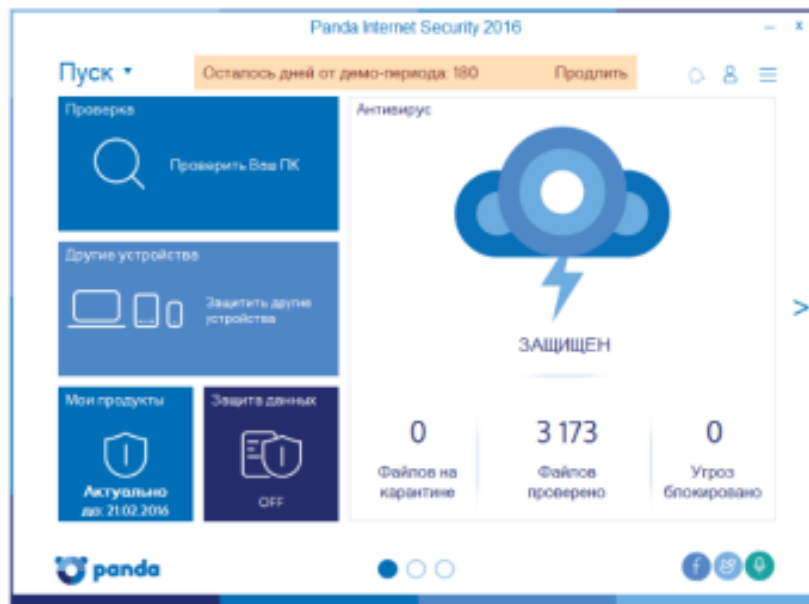 Panda Internet Security 2016
Пуск
Осталось дней от демо-периода: 180 Продлить
Проверка
Проверить Ваш ПК
Другие устройства
Защитить другие
устройства
Мои продукты
Актуально
до: 21.02.2016
Защита данных
OFF
Антивирус
ЗАЩИЩЕН
0
Файлов на
карантине
3 173
Файлов
проверено
0
Угроз
блокировано
panda